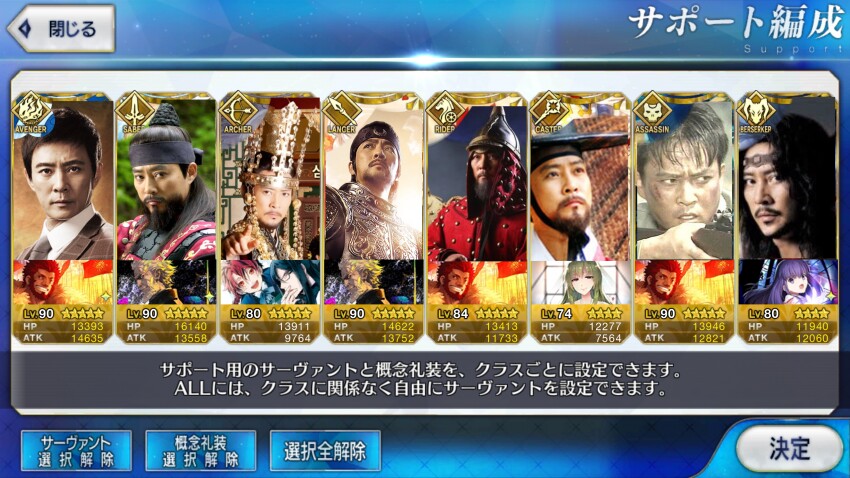 閉じる
サポート編成
Support
AVENGER
SABER
ARCHER
LANCER
RIDER
CASTER
ASSASSIN
BERSERKER
Lv.90
HP 13393
ATK 14635
Lv.90
HP 16140
ATK 13558
Lv.80
HP 13911
ATK 9764
Lv.90
HP 14622
ATK 13752
Lv.84
HP 13413
ATK 11733
Lv.74
HP 12277
ATK 7564
Lv.90
HP 13946
ATK 12821
Lv.80
HP 11940
ATK 12060
サポート用のサーヴァントと概念礼装を、クラスごとに設定できます。
ALLには、クラスに関係なく自由にサーヴァントを設定できます。
サーヴァント
選択解除
概念礼装
選択解除
選択全解除
決定